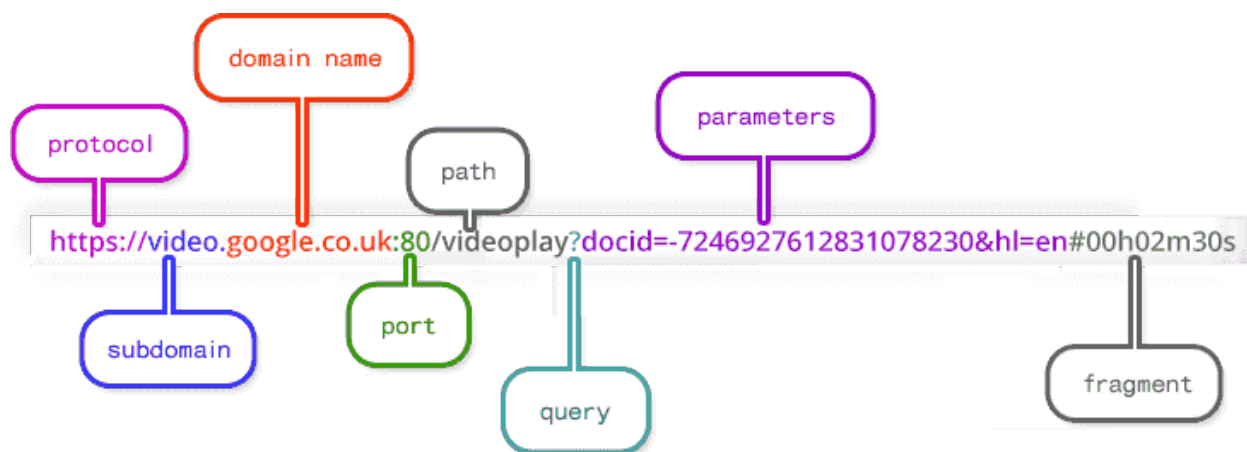 domain name
parameters
protocol
path
https://video.google.co.uk:80/videoplay?docid=-7246927612831078230&hl=en#00h02m30s
port
subdomain
fragment
query